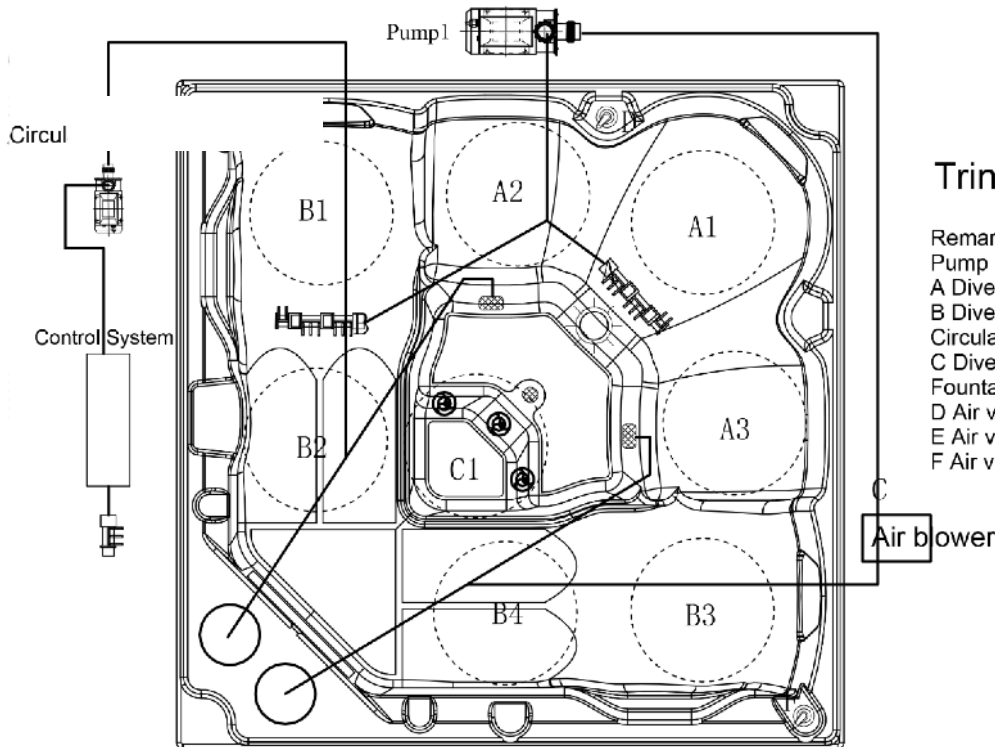 Pump1
Circul
B1
A2
A1
Trin
Remar
Pump
A Dive
B Dive
Circula
C Dive
Founta
D Air v
E Air v
F Air v
Control System
B2
C1
A3
C
Air blower
B4
B3